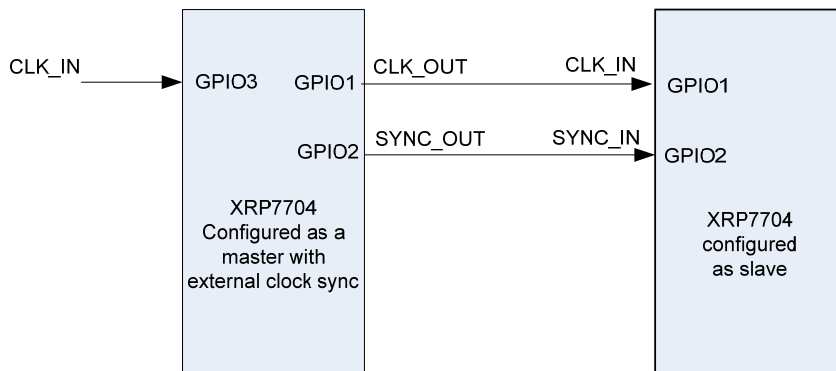 CLK_IN
GPIO3
GPIO1
CLK_OUT
CLK_IN
GPIO1
GPIO2
SYNC_OUT
SYNC_IN
GPIO2
XRP7704
Configured as a
master with
external clock sync
XRP7704
configured
as slave